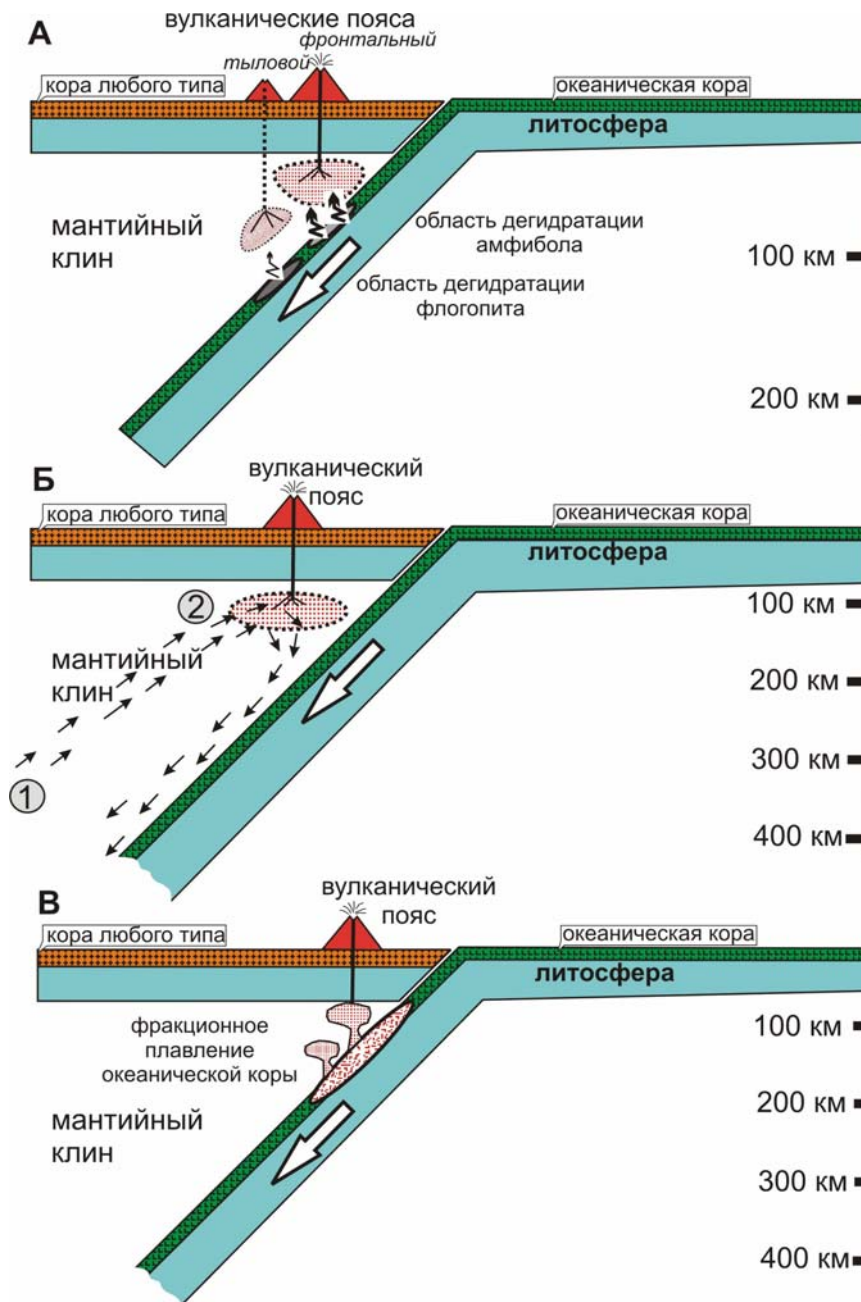 А
вулканические пояса
фронтальный
тыловой
кора любого типа
океаническая кора
литосфера
мантийный
клин
область дегидратации
амфибола
область дегидратации
флогопита
100 км
200 км
Б
вулканический
пояс
кора любого типа
океаническая кора
литосфера
2
мантийный
клин
1
100 км
200 км
300 км
400 км
В
вулканический
пояс
кора любого типа
океаническая кора
литосфера
фракционное
плавление
океанической коры
мантийный
клин
100 км
200 км
300 км
400 км